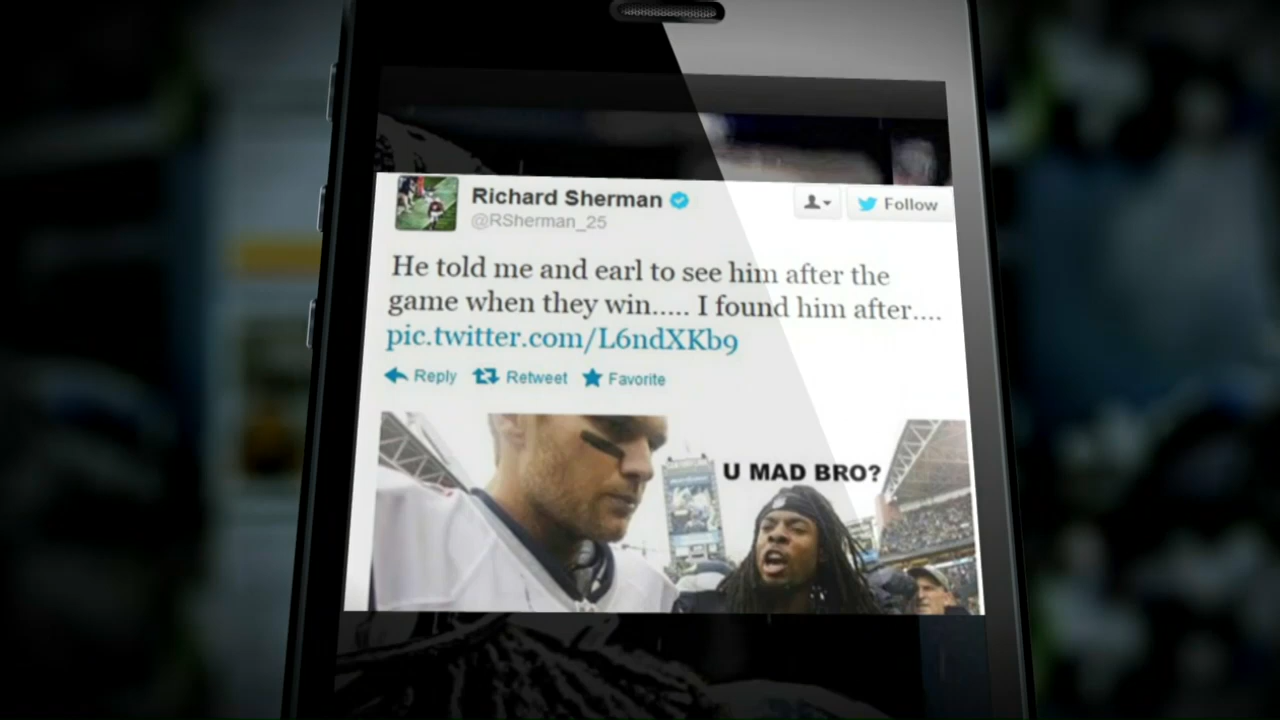 Richard Sherman
@RSherman_25
Follow
He told me and earl to see him after the
game when they win..... I found him after....
pic.twitter.com/L6ndXKb9
Reply Retweet Favorite
U MAD BRO?